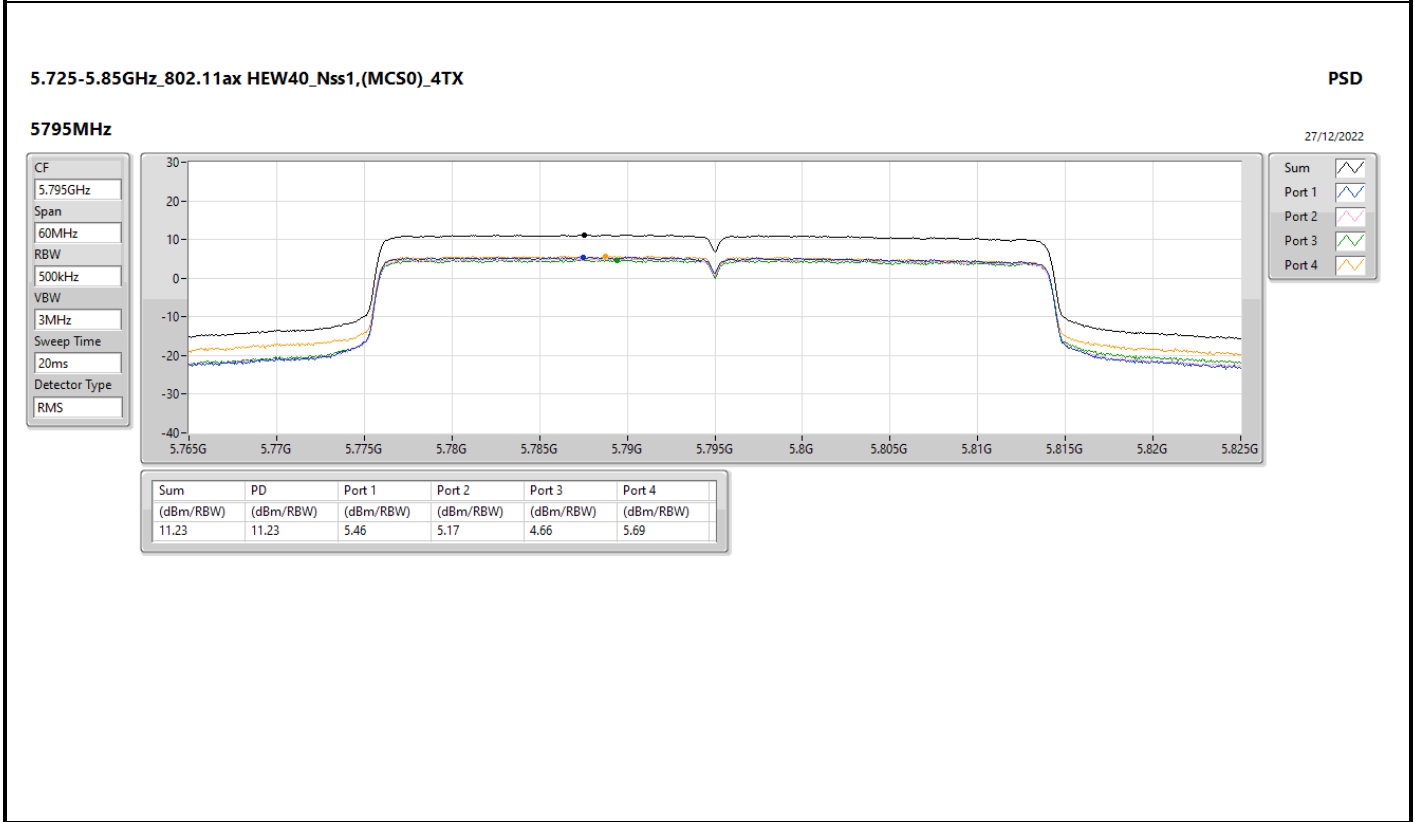 5.725-5.85GHz_802.11ax HEW40_Nss1,(MCS0)_4TX
PSD
5795MHz
27/12/2022
CF
5.795GHz
Span
60MHz
RBW
500kHz
VBW
3MHz
Sweep Time
20ms
Detector Type
RMS
30
20
10
0
-10
-20
-30
-40
5.765G 5.77G 5.775G 5.78G 5.785G 5.79G 5.795G 5.8G 5.805G 5.81G 5.815G 5.82G 5.825G
Sum
Port 1
Port 2
Port 3
Port 4
Sum PD Port 1 Port 2 Port 3 Port 4
(dBm/RBW) (dBm/RBW) (dBm/RBW) (dBm/RBW) (dBm/RBW) (dBm/RBW)
11.23 11.23 5.46 5.17 4.66 5.69